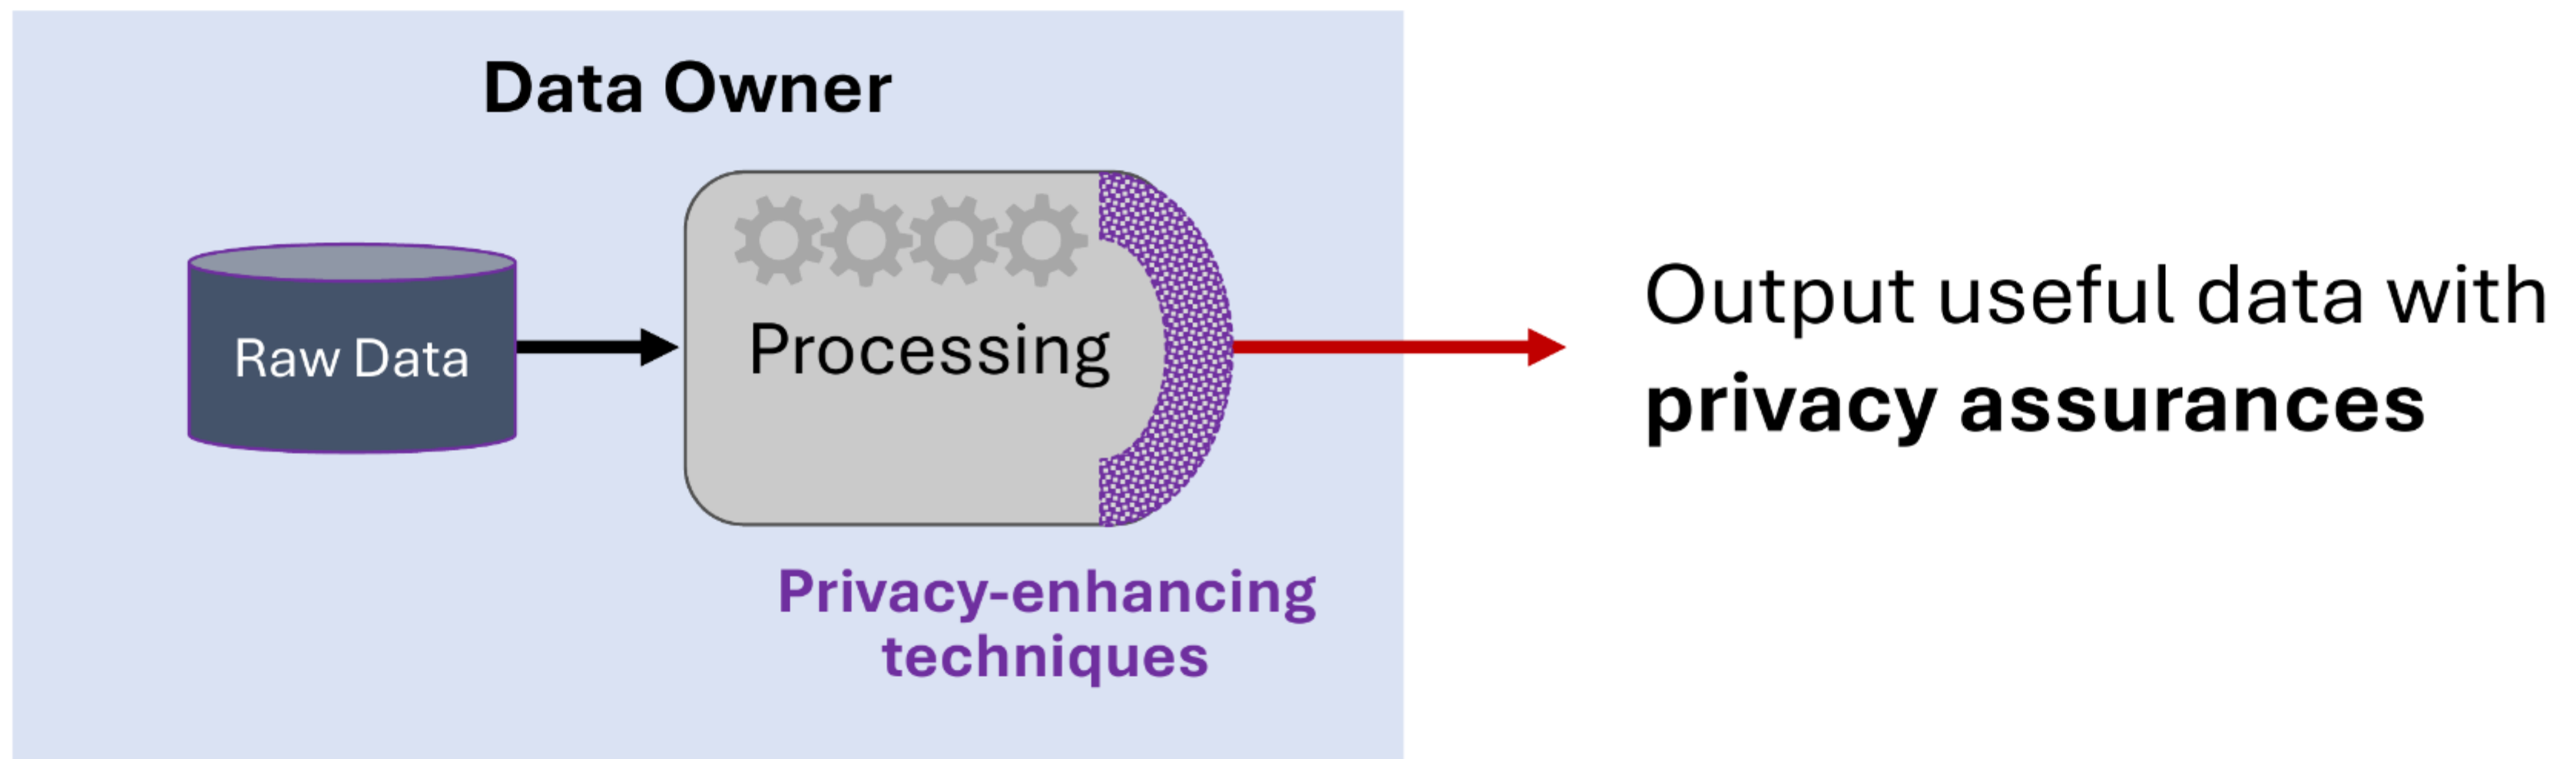 Data Owner
Raw Data
Processing
Privacy-enhancing
techniques
Output useful data with
privacy assurances